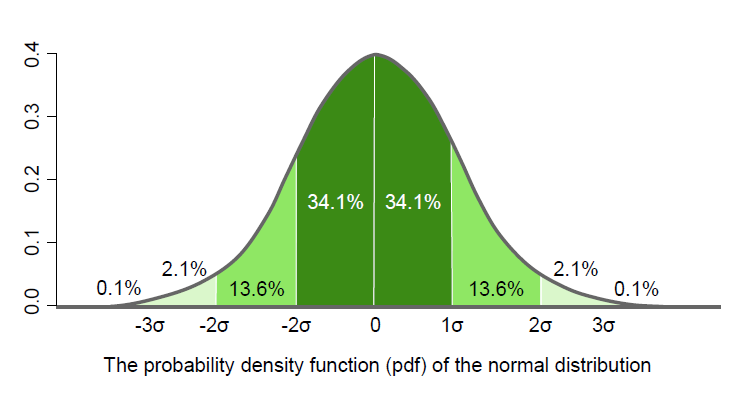 0.4
0.3
0.2
0.1
0.0
34.1% 34.1%
2.1% 2.1%
0.1% 13.6% 13.6% 0.1%
-3σ -2σ -2σ 0 1σ 2σ 3σ
The probability density function (pdf) of the normal distribution